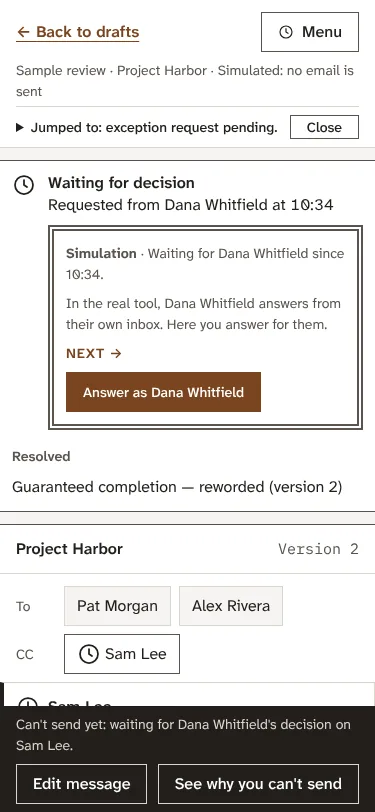 ← Back to drafts
Menu
Sample review · Project Harbor · Simulated: no email is
sent
▶ Jumped to: exception request pending.
Close
Waiting for decision
Requested from Dana Whitfield at 10:34
Simulation · Waiting for Dana Whitfield since
10:34.
In the real tool, Dana Whitfield answers from
their own inbox. Here you answer for them.
NEXT →
Answer as Dana Whitfield
Resolved
Guaranteed completion — reworded (version 2)
Project Harbor
Version 2
To
Pat Morgan
Alex Rivera
CC
Sam Lee
Sam Lee
Can't send yet: waiting for Dana Whitfield's decision on
Sam Lee.
Edit message
See why you can't send